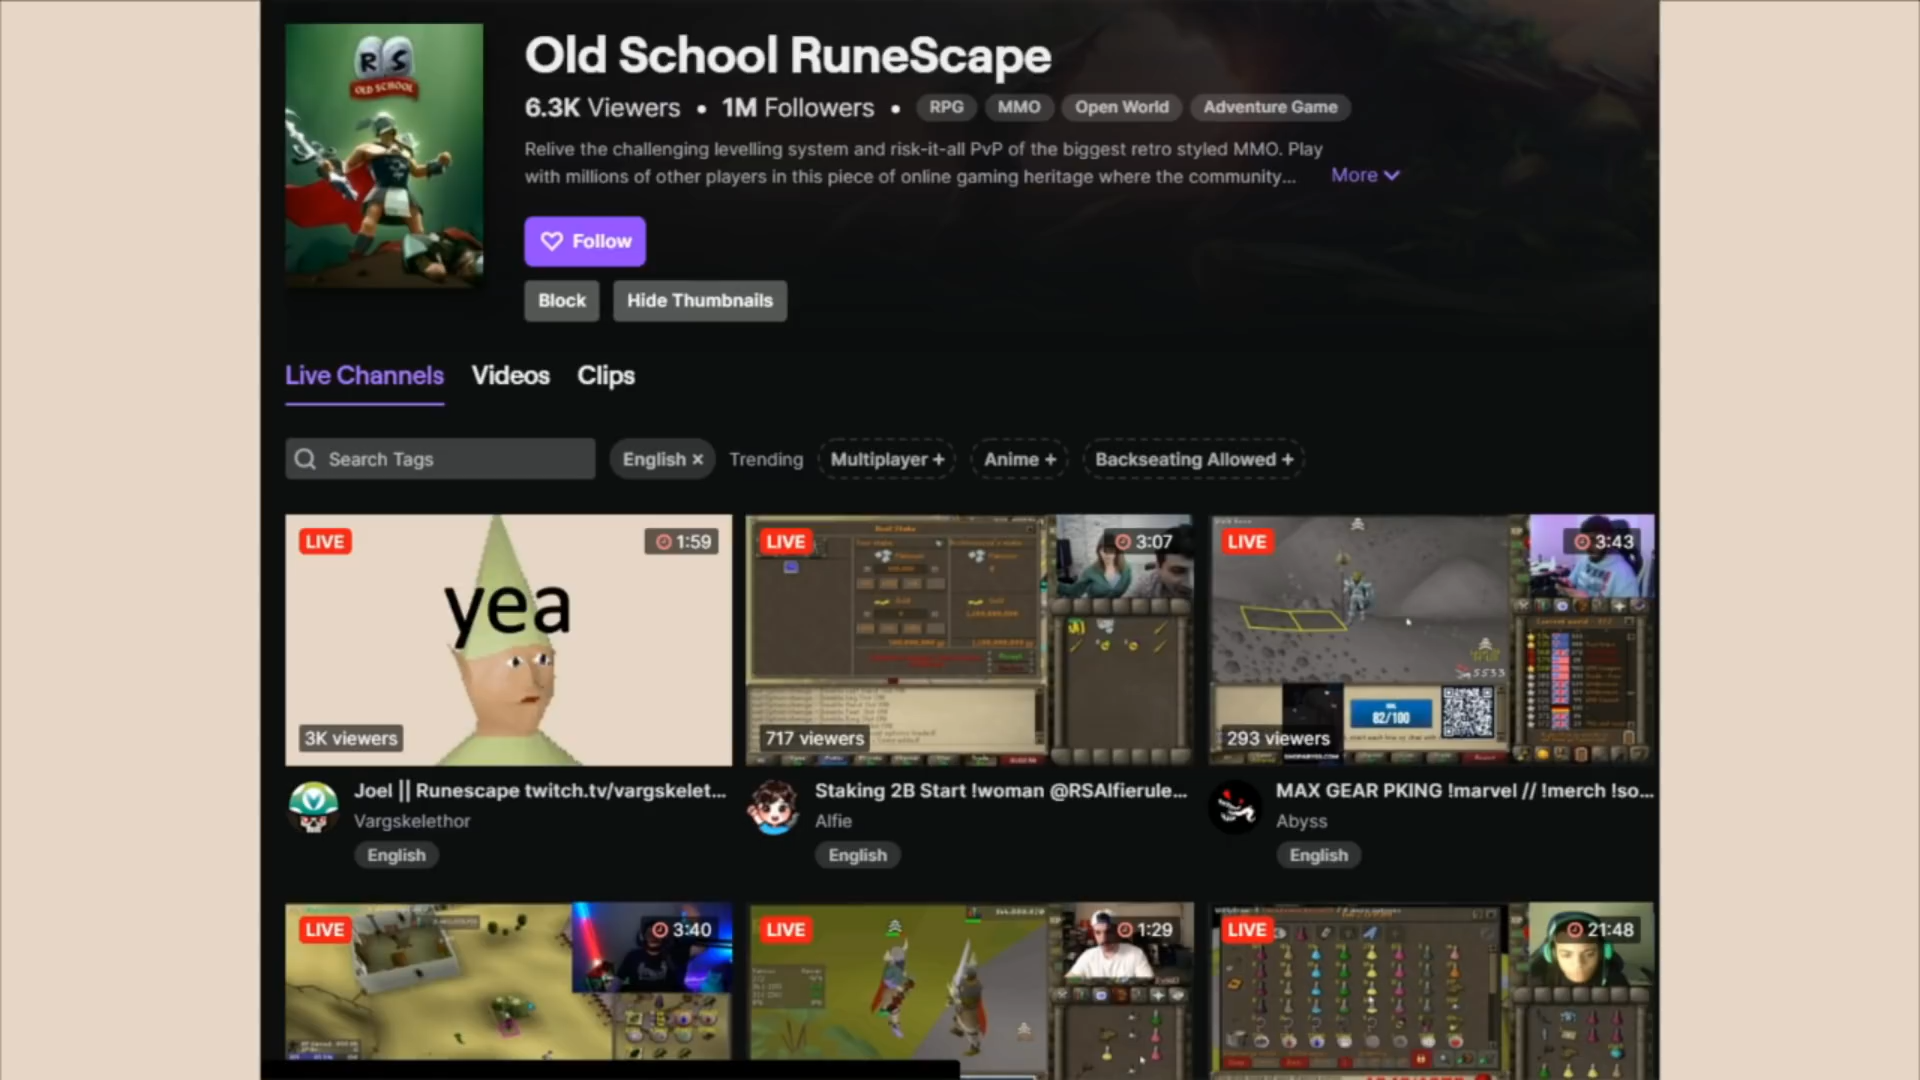 RS
OLD SCHOOL
Old School RuneScape
6.3K Viewers • 1M Followers • RPG MMO Open World Adventure Game
Relive the challenging levelling system and risk-it-all PvP of the biggest retro styled MMO. Play
with millions of other players in this piece of online gaming heritage where the community... More
Follow
Block Hide Thumbnails
Live Channels Videos Clips
Search Tags English × Trending Multiplayer + Anime + Backseating Allowed +
LIVE 1:59
yea
3K viewers
Joel || Runescape twitch.tv/vargskelet...
Vargskelethor
English
LIVE 3:07
717 viewers
Staking 2B Start !woman @RSAlfierule...
Alfie
English
LIVE 3:43
82/100
293 viewers
MAX GEAR PKING !marvel // !merch !so...
Abyss
English
LIVE 3:40
LIVE 1:29
LIVE 21:48